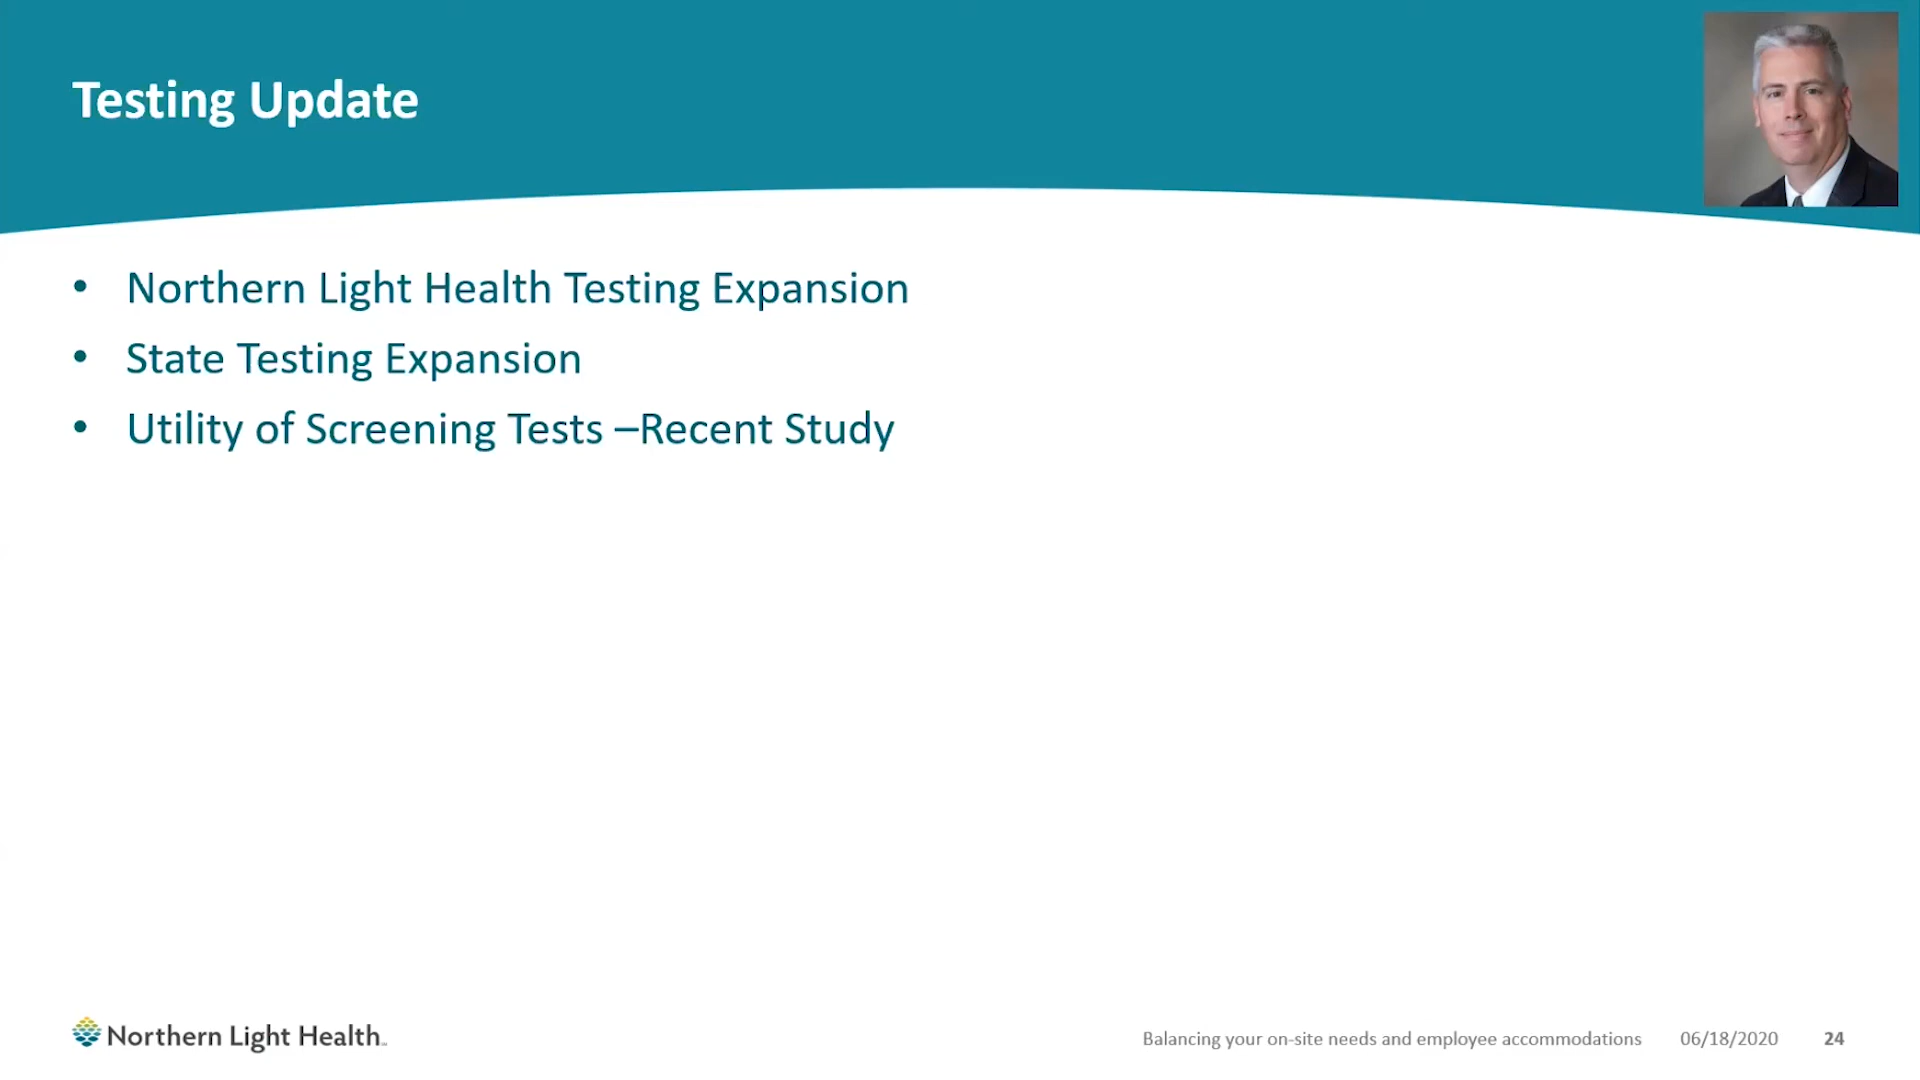 Testing Update
• Northern Light Health Testing Expansion
• State Testing Expansion
• Utility of Screening Tests –Recent Study
Northern Light Health
Balancing your on-site needs and employee accommodations 06/18/2020 24